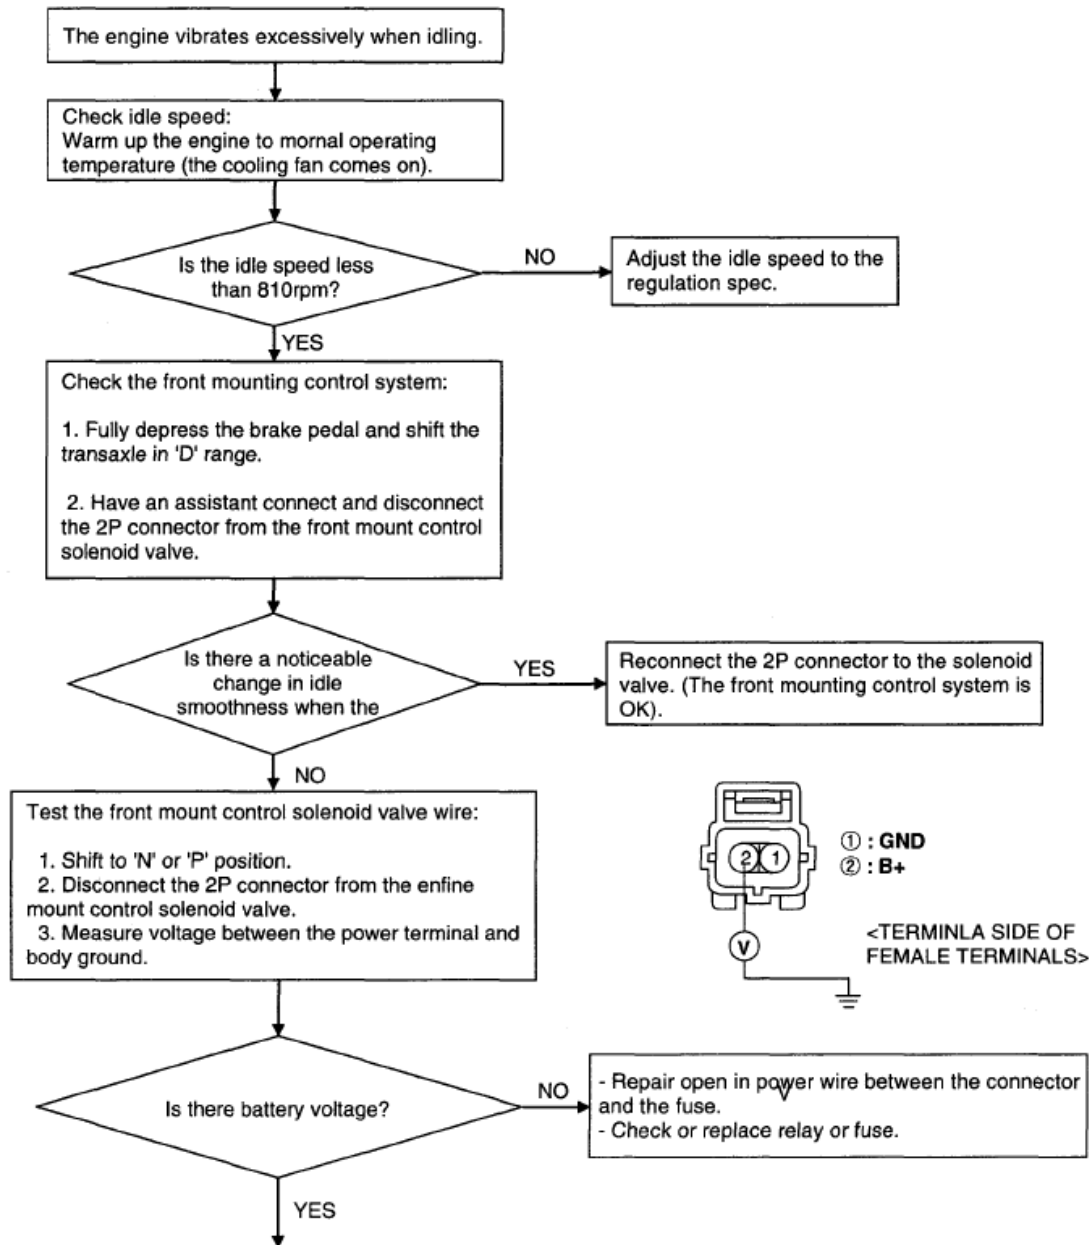 The engine vibrates excessively when idling.
Check idle speed:
Warm up the engine to mornal operating
temperature (the cooling fan comes on).
Is the idle speed less
than 810rpm?
NO
Adjust the idle speed to the
regulation spec.
YES
Check the front mounting control system:
1. Fully depress the brake pedal and shift the
transaxle in 'D' range.
2. Have an assistant connect and disconnect
the 2P connector from the front mount control
solenoid valve.
Is there a noticeable
change in idle
smoothness when the
YES
Reconnect the 2P connector to the solenoid
valve. (The front mounting control system is
OK).
NO
Test the front mount control solenoid valve wire:
1. Shift to 'N' or 'P' position.
2. Disconnect the 2P connector from the enfine
mount control solenoid valve.
3. Measure voltage between the power terminal and
body ground.
2 1
① : GND
② : B+
V
<TERMINLA SIDE OF
FEMALE TERMINALS>
Is there battery voltage?
NO
- Repair open in power wire between the connector
and the fuse.
- Check or replace relay or fuse.
YES